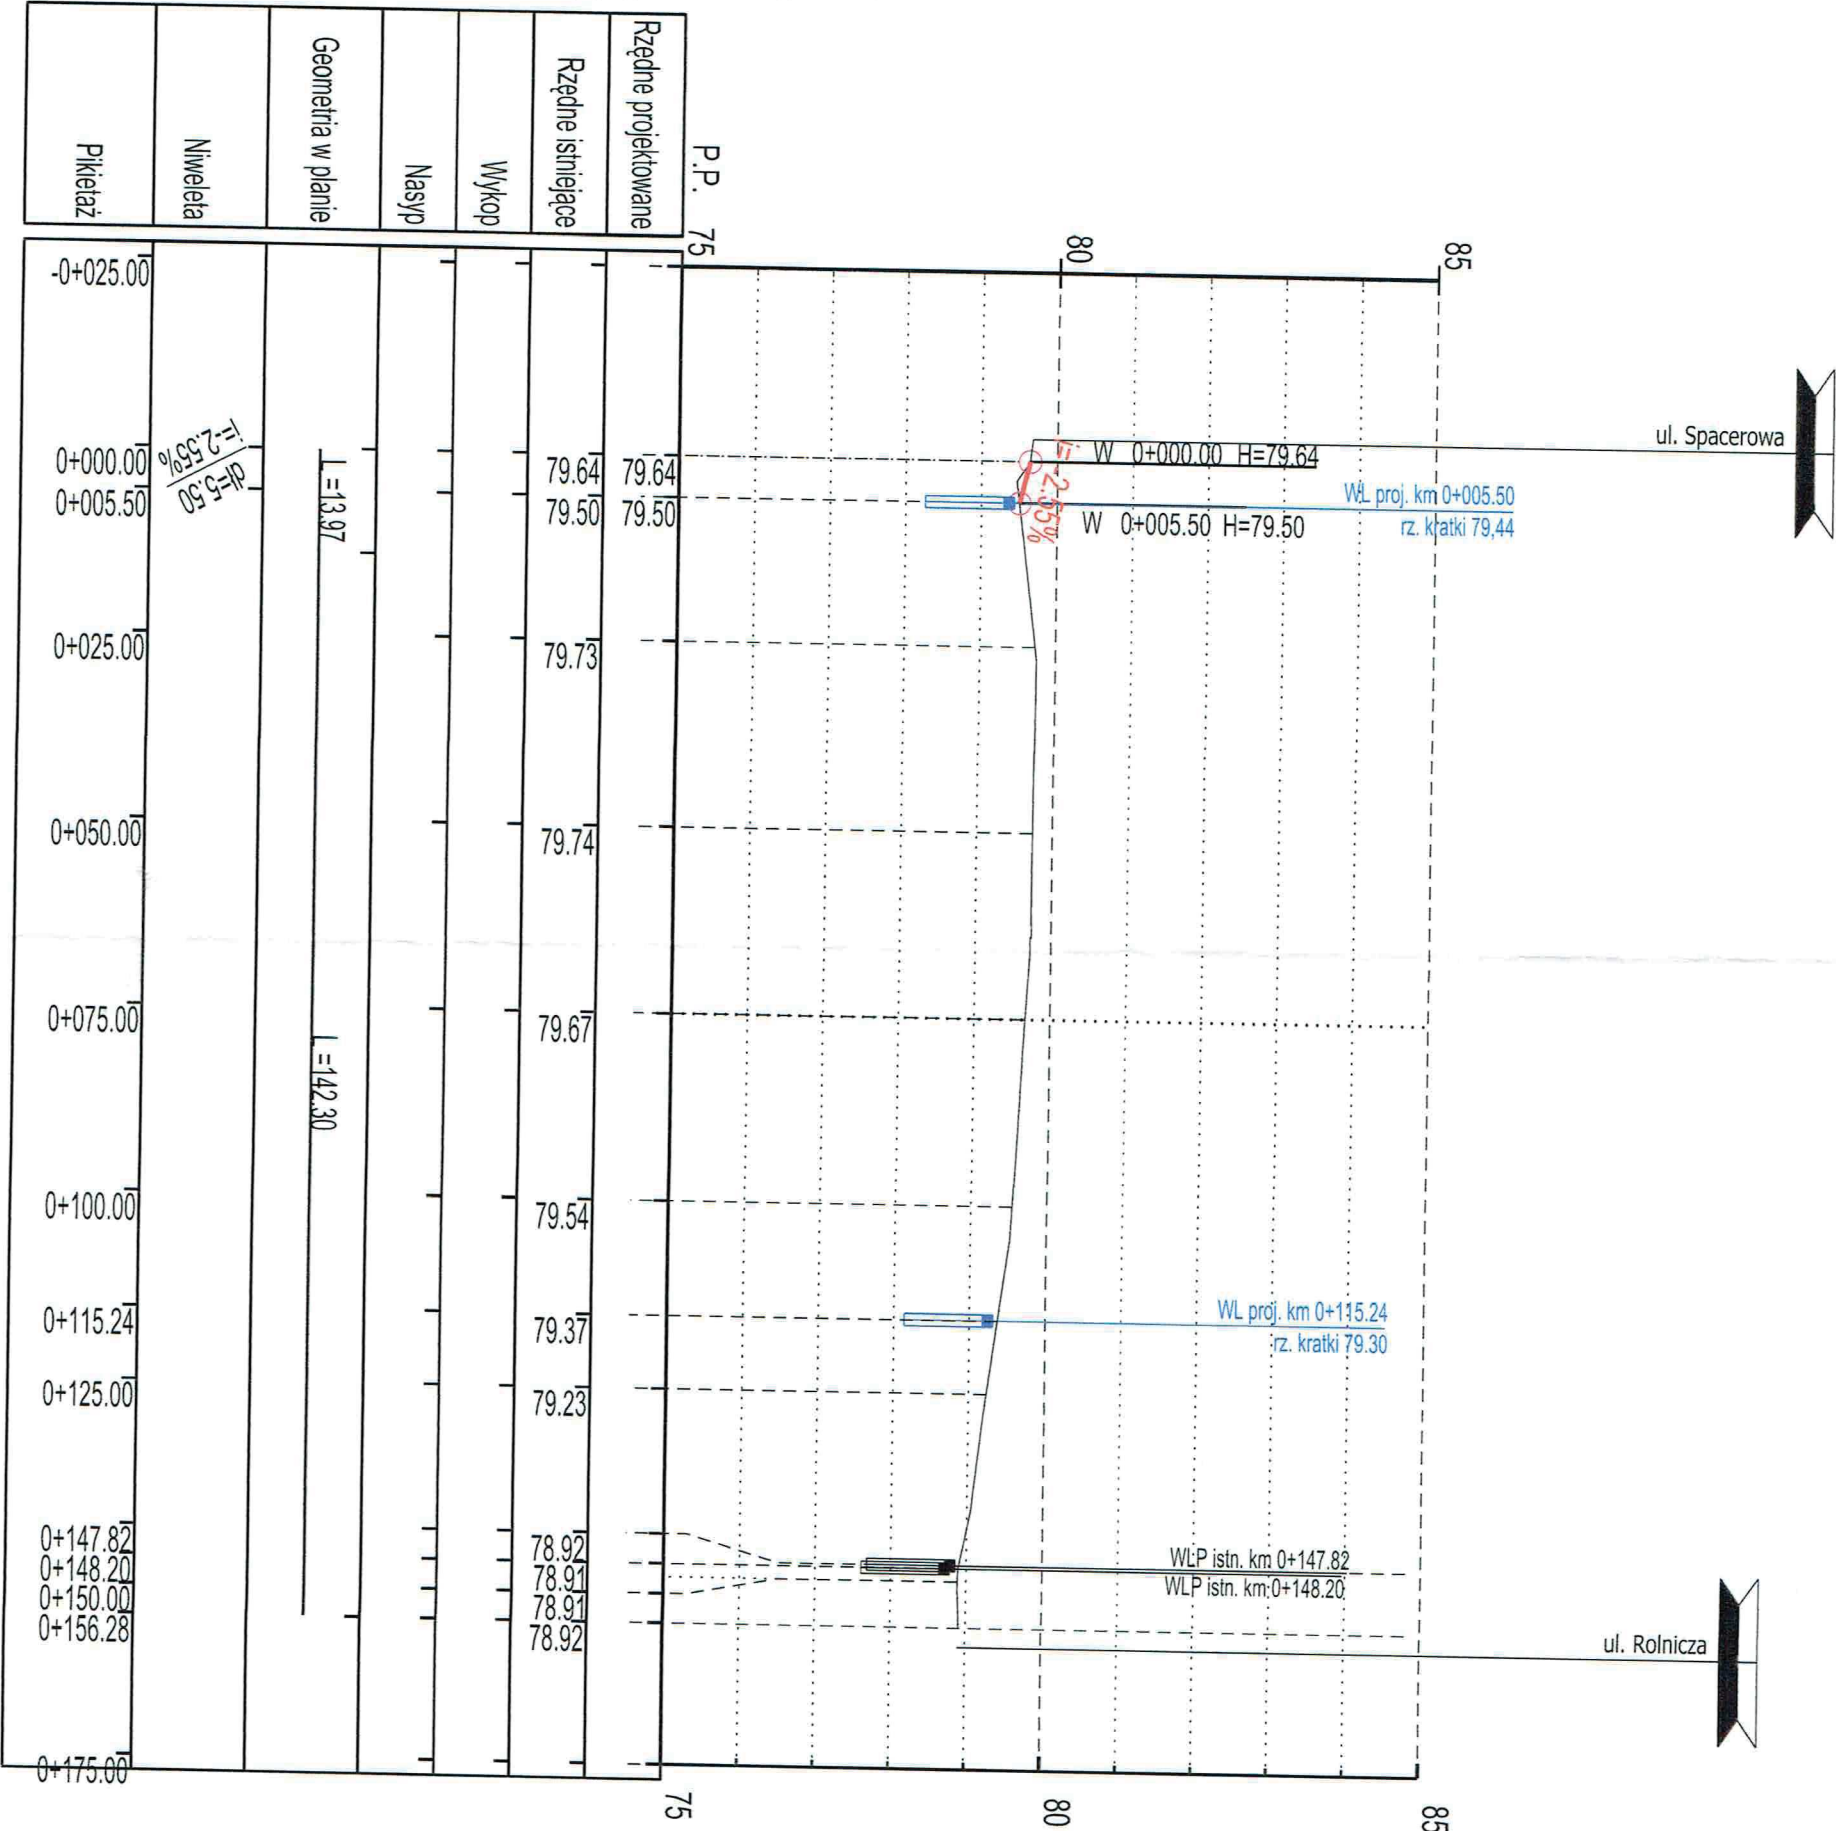 ul. Spacerowa
ul. Rolnicza
85
80
P.P. 75
85
80
75
W 0+000.00 H=79.64
W 0+005.50 H=79.50
i=-2.55%
WL proj. km 0+005.50
rz. kratki 79,44
WL proj. km 0+115.24
rz. kratki 79.30
WLP istn. km 0+147.82
WLP istn. km 0+148.20
Rzędne projektowane
79.64
79.50
Rzędne istniejące
79.64
79.50
79.73
79.74
79.67
79.54
79.37
79.23
78.92
78.91
78.91
78.92
Wykop
Nasyp
Geometria w planie
L=13.97
L=142.30
Niweleta
i=-2.55%
dł=5.50
Pikietaż
-0+025.00
0+000.00
0+005.50
0+025.00
0+050.00
0+075.00
0+100.00
0+115.24
0+125.00
0+147.82
0+148.20
0+150.00
0+156.28
0+175.00